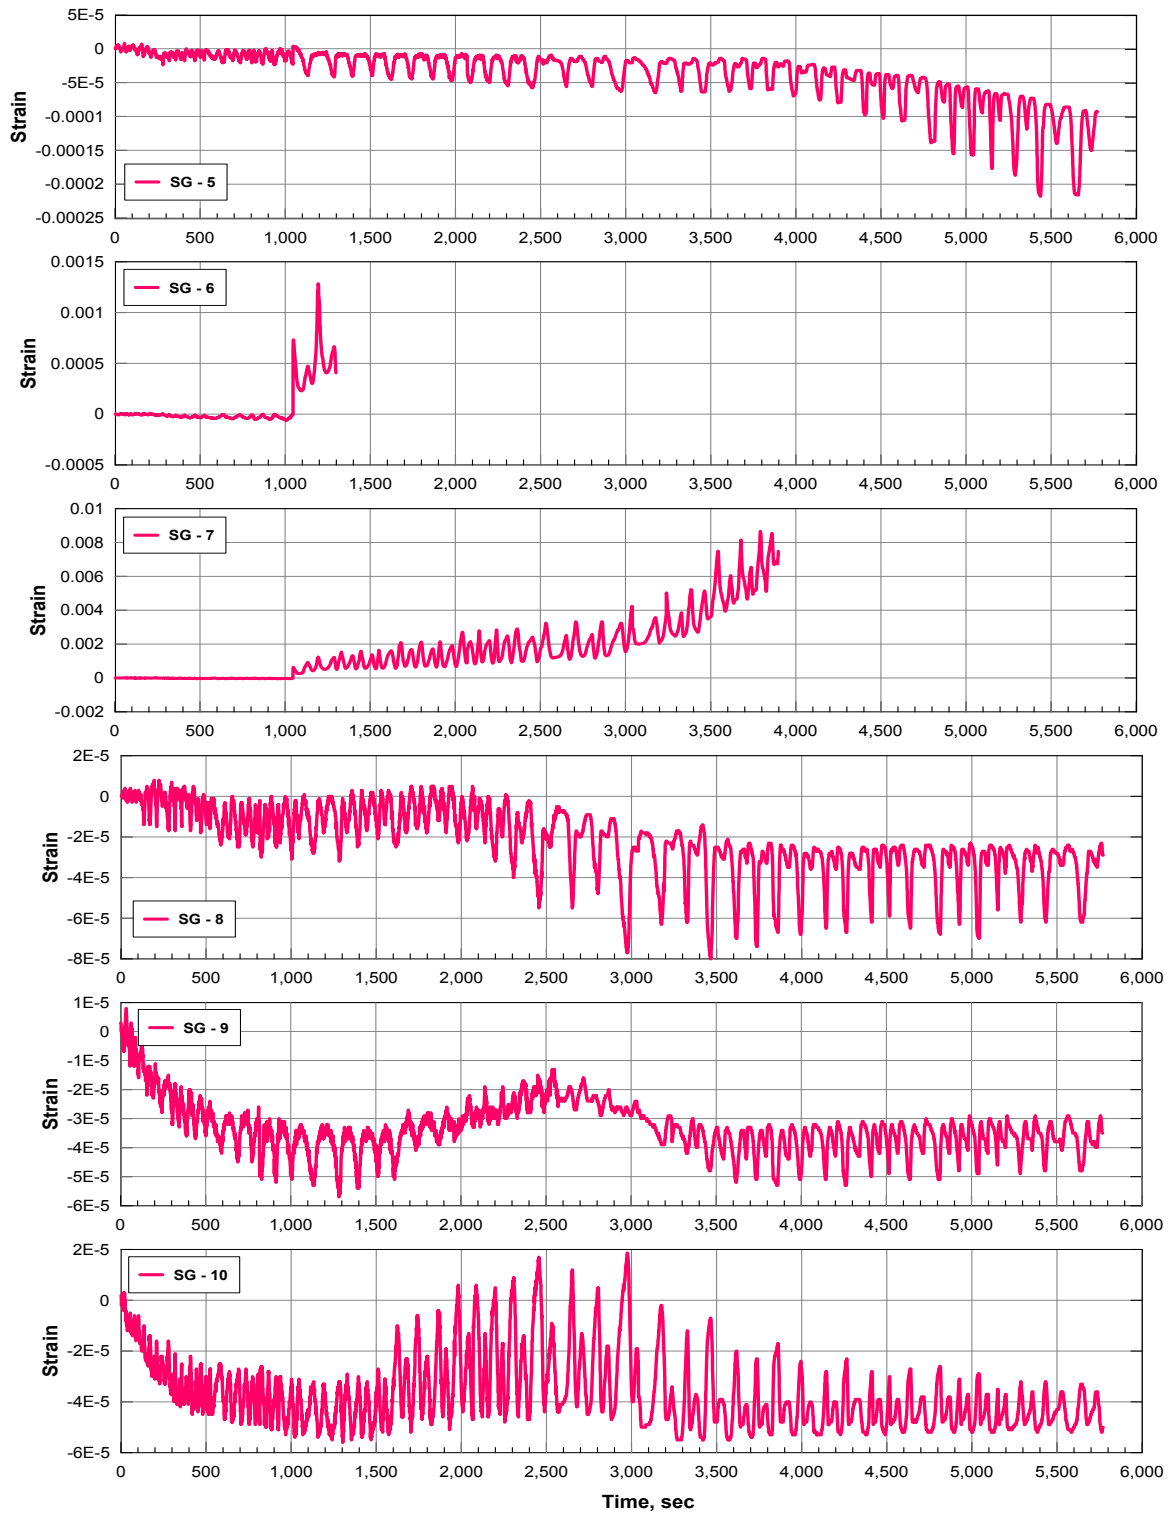 5E-5
0
-5E-5
-0.0001
-0.00015
-0.0002
-0.00025
Strain
SG - 5
0 500 1,000 1,500 2,000 2,500 3,000 3,500 4,000 4,500 5,000 5,500 6,000
0.0015
0.001
0.0005
0
-0.0005
Strain
SG - 6
0 500 1,000 1,500 2,000 2,500 3,000 3,500 4,000 4,500 5,000 5,500 6,000
0.01
0.008
0.006
0.004
0.002
0
-0.002
Strain
SG - 7
0 500 1,000 1,500 2,000 2,500 3,000 3,500 4,000 4,500 5,000 5,500 6,000
2E-5
0
-2E-5
-4E-5
-6E-5
-8E-5
Strain
SG - 8
0 500 1,000 1,500 2,000 2,500 3,000 3,500 4,000 4,500 5,000 5,500 6,000
1E-5
0
-1E-5
-2E-5
-3E-5
-4E-5
-5E-5
-6E-5
Strain
SG - 9
0 500 1,000 1,500 2,000 2,500 3,000 3,500 4,000 4,500 5,000 5,500 6,000
2E-5
0
-2E-5
-4E-5
-6E-5
Strain
SG - 10
0 500 1,000 1,500 2,000 2,500 3,000 3,500 4,000 4,500 5,000 5,500 6,000
Time, sec